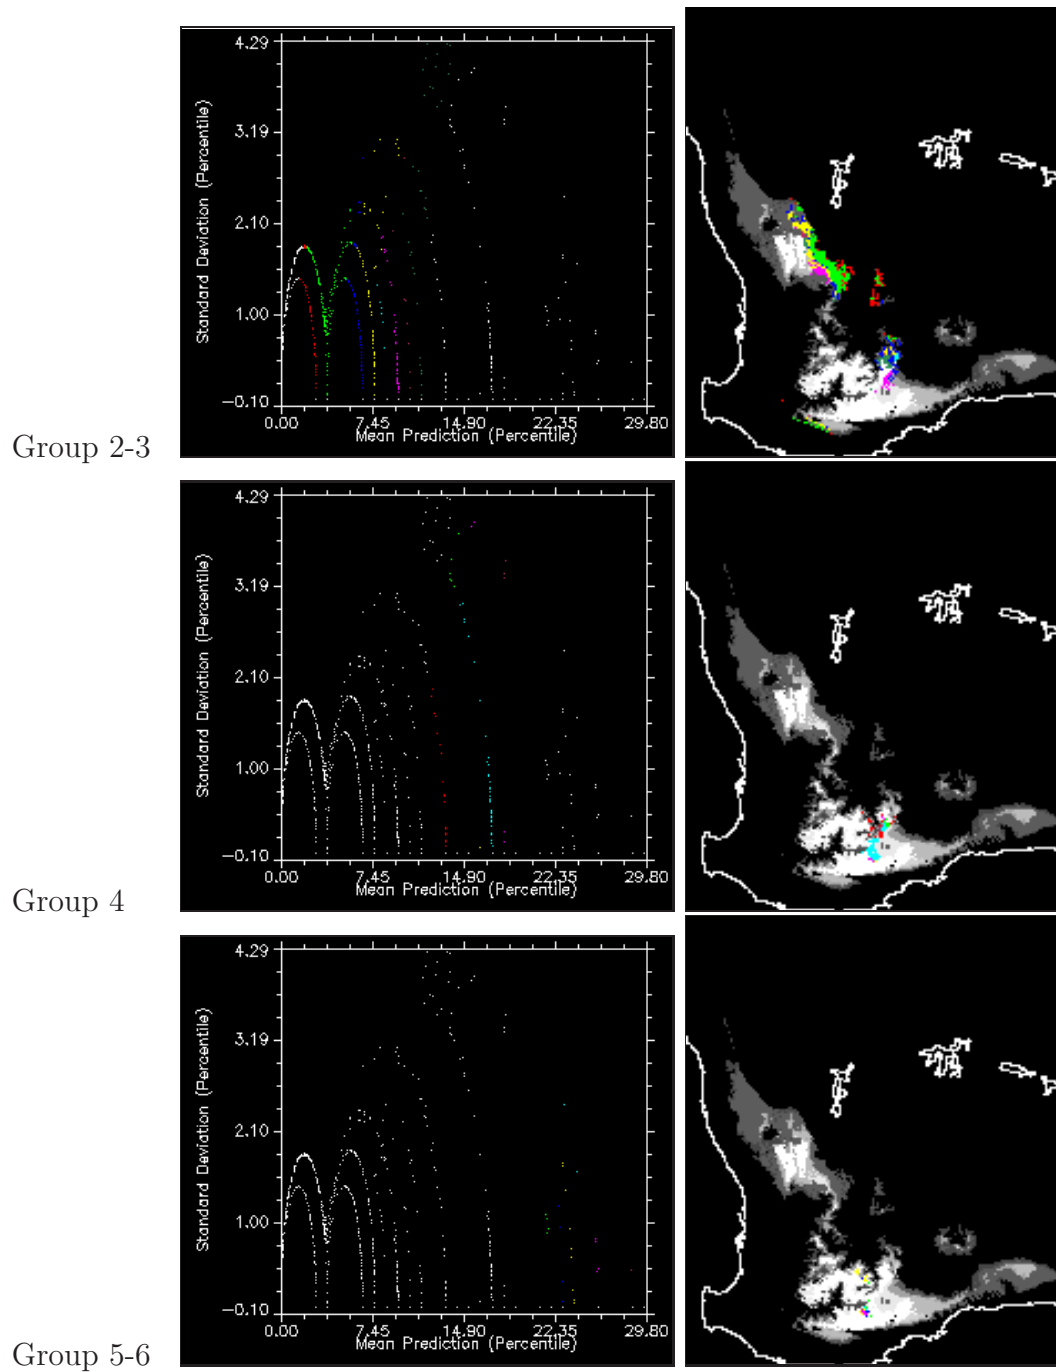 4.29
3.19
2.10
1.00
−0.10
Standard Deviation (Percentile)
0.00 7.45 14.90 22.35 29.80
Mean Prediction (Percentile)
Group 2-3
4.29
3.19
2.10
1.00
−0.10
Standard Deviation (Percentile)
0.00 7.45 14.90 22.35 29.80
Mean Prediction (Percentile)
Group 4
4.29
3.19
2.10
1.00
−0.10
Standard Deviation (Percentile)
0.00 7.45 14.90 22.35 29.80
Mean Prediction (Percentile)
Group 5-6